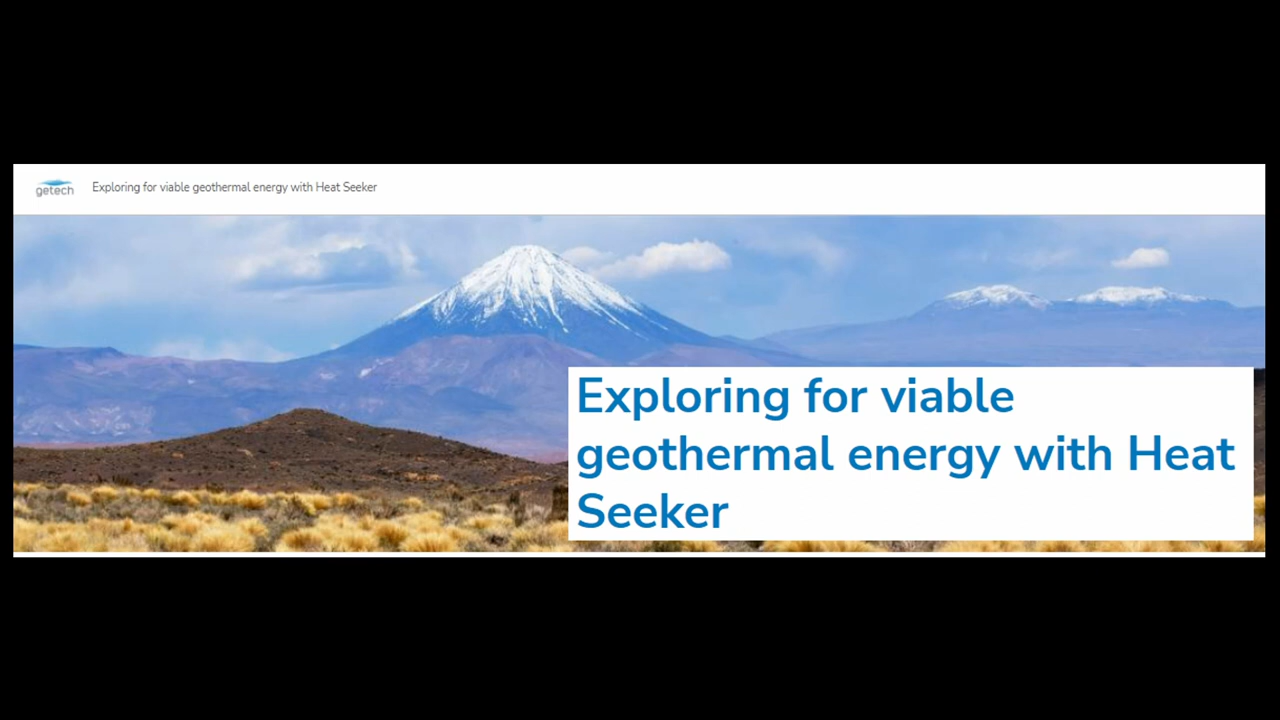 getech
Exploring for viable geothermal energy with Heat Seeker
Exploring for viable
geothermal energy with Heat
Seeker